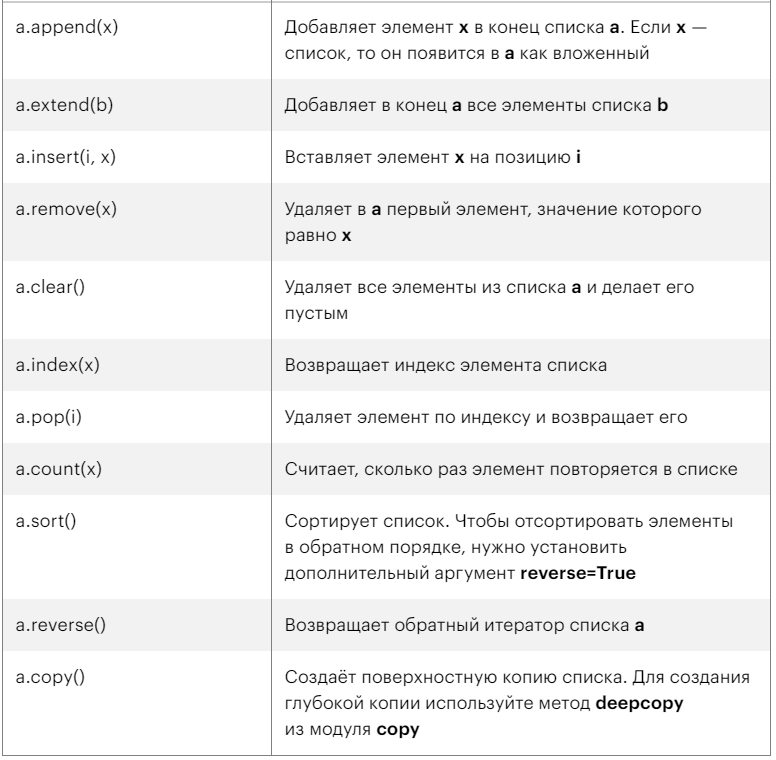 a.append(x)
Добавляет элемент x в конец списка a. Если x —
список, то он появится в a как вложенный
a.extend(b)
Добавляет в конец a все элементы списка b
a.insert(i, x)
Вставляет элемент x на позицию i
a.remove(x)
Удаляет в a первый элемент, значение которого
равно x
a.clear()
Удаляет все элементы из списка a и делает его
пустым
a.index(x)
Возвращает индекс элемента списка
a.pop(i)
Удаляет элемент по индексу и возвращает его
a.count(x)
Считает, сколько раз элемент повторяется в списке
a.sort()
Сортирует список. Чтобы отсортировать элементы
в обратном порядке, нужно установить
дополнительный аргумент reverse=True
a.reverse()
Возвращает обратный итератор списка a
a.copy()
Создаёт поверхностную копию списка. Для создания
глубокой копии используйте метод deepcopy
из модуля copy